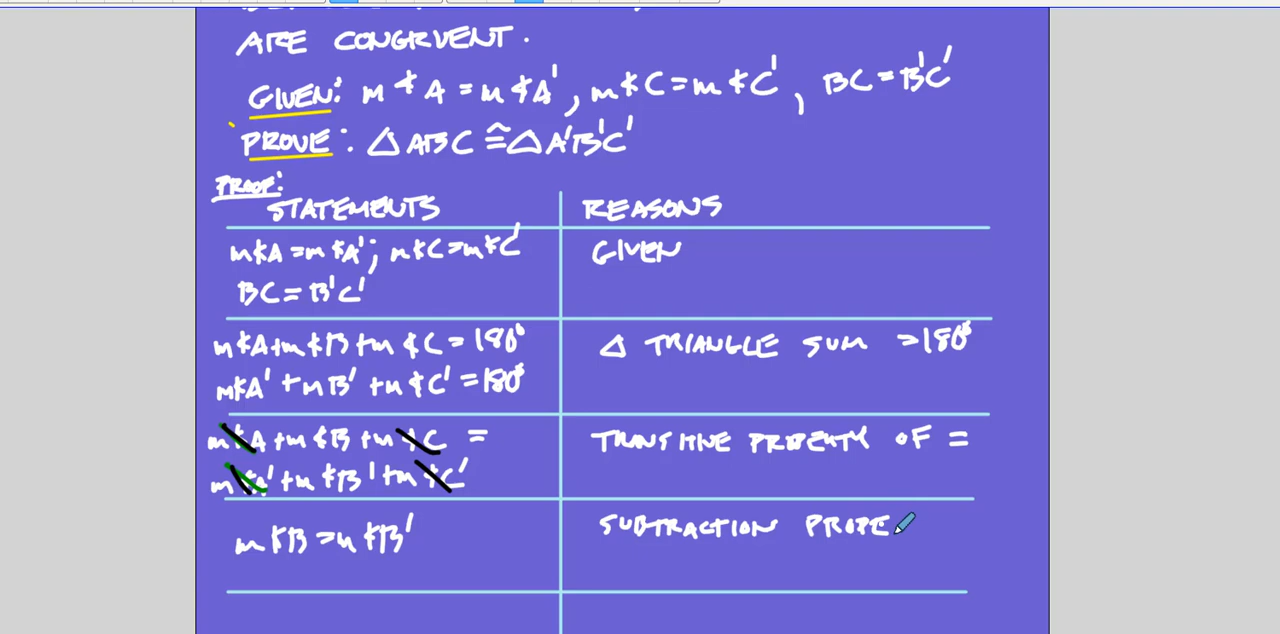 ARE CONGRUENT.
GIVEN: m∡A = m∡A', m∡C = m∡C', BC = B'C'
PROVE: △ABC ≅ △A'B'C'
PROOF:
STATEMENTS REASONS
m∡A = m∡A'; m∡C = m∡C' GIVEN
BC = B'C'
m∡A + m∡B + m∡C = 180° △ TRIANGLE SUM = 180°
m∡A' + mB' + m∡C' = 180°
m∡A + m∡B + m∡C = TRANSITIVE PROPERTY OF =
m∡A' + m∡B' + m∡C'
m∡B = m∡B' SUBTRACTION PROPE